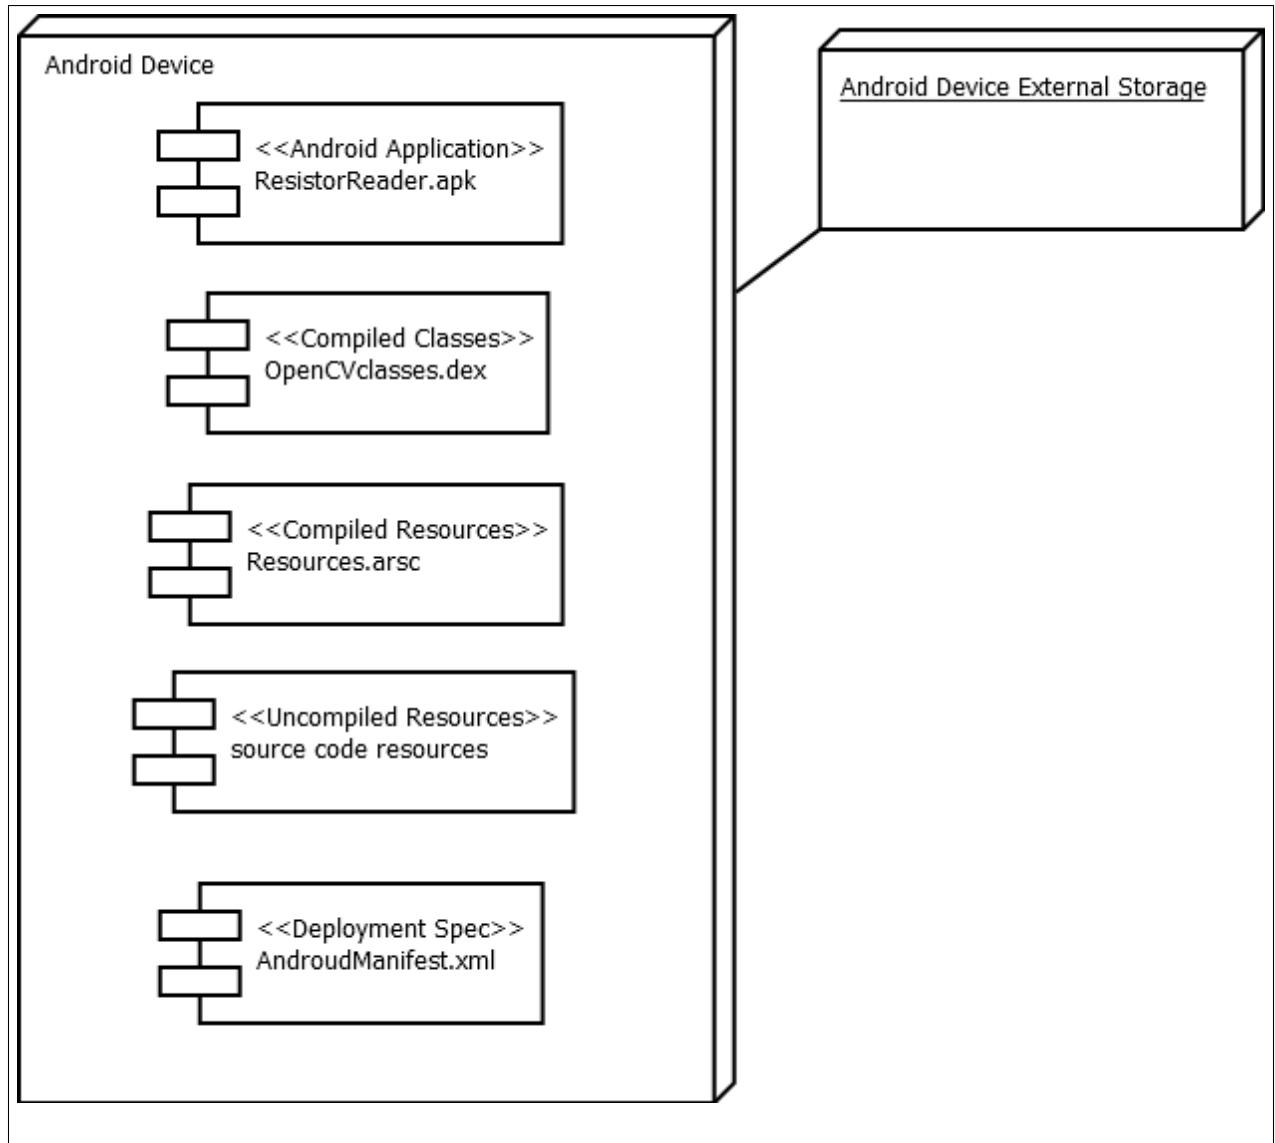 Android Device
Android Device External Storage
<<Android Application>>
ResistorReader.apk
<<Compiled Classes>>
OpenCVclasses.dex
<<Compiled Resources>>
Resources.arsc
<<Uncompiled Resources>>
source code resources
<<Deployment Spec>>
AndroudManifest.xml